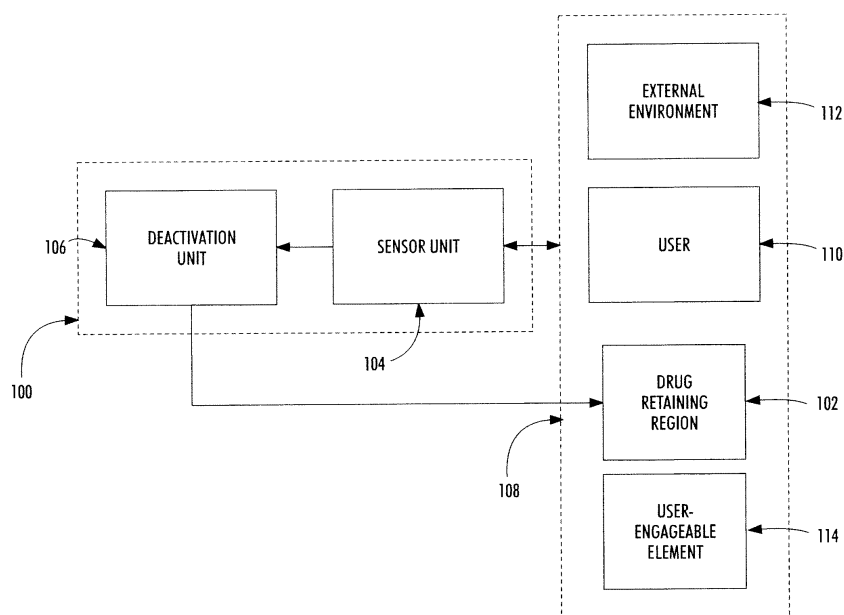 EXTERNAL
ENVIRONMENT
112
106
DEACTIVATION
UNIT
SENSOR UNIT
USER
110
100
104
DRUG
RETAINING
REGION
102
108
USER-
ENGAGEABLE
ELEMENT
114